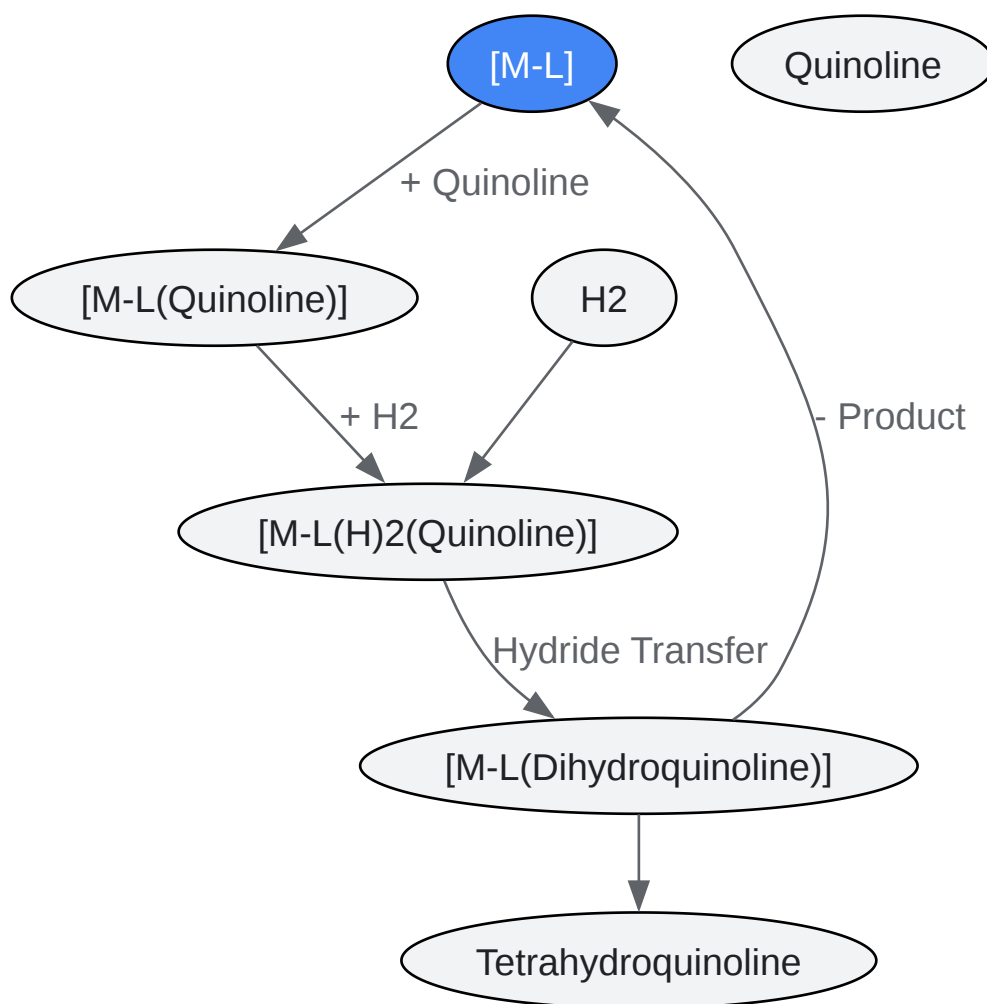 [M-L]
Quinoline
+ Quinoline
[M-L(Quinoline)]
H2
+ H2
- Product
[M-L(H)2(Quinoline)]
Hydride Transfer
[M-L(Dihydroquinoline)]
Tetrahydroquinoline